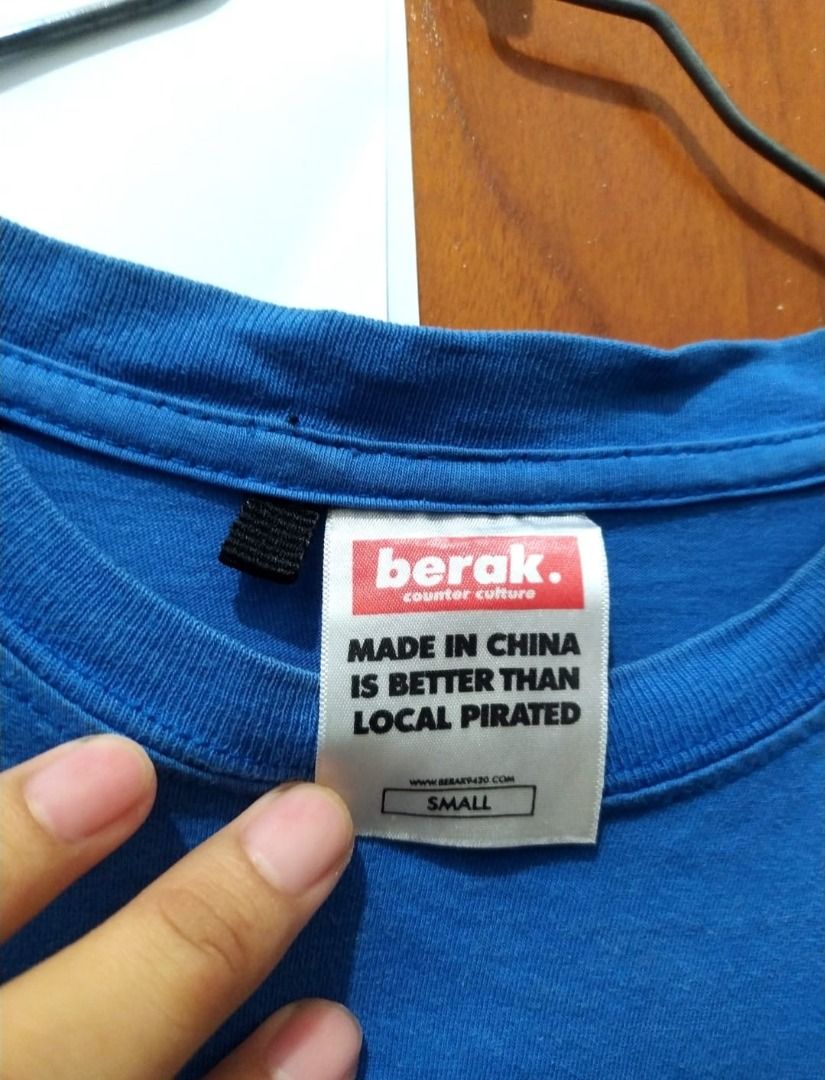 berak.
counter culture
MADE IN CHINA
IS BETTER THAN
LOCAL PIRATED
WWW.BERAK9420.COM
SMALL